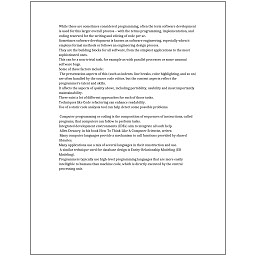 While these are sometimes considered programming, often the term software development
is used for this larger overall process – with the terms programming, implementation, and
coding reserved for the writing and editing of code per se.
Sometimes software development is known as software engineering, especially when it
employs formal methods or follows an engineering design process.
They are the building blocks for all software, from the simplest applications to the most
sophisticated ones.
This can be a non-trivial task, for example as with parallel processes or some unusual
software bugs.
Some of these factors include:
The presentation aspects of this (such as indents, line breaks, color highlighting, and so on)
are often handled by the source code editor, but the content aspects reflect the
programmer's talent and skills.
It affects the aspects of quality above, including portability, usability and most importantly
maintainability.
There exist a lot of different approaches for each of those tasks.
Techniques like Code refactoring can enhance readability.
Use of a static code analysis tool can help detect some possible problems.
Computer programming or coding is the composition of sequences of instructions, called
programs, that computers can follow to perform tasks.
Integrated development environments (IDEs) aim to integrate all such help.
Allen Downey, in his book How To Think Like A Computer Scientist, writes:
Many computer languages provide a mechanism to call functions provided by shared
libraries.
Many applications use a mix of several languages in their construction and use.
A similar technique used for database design is Entity-Relationship Modeling (ER
Modeling).
Programmers typically use high-level programming languages that are more easily
intelligible to humans than machine code, which is directly executed by the central
processing unit.